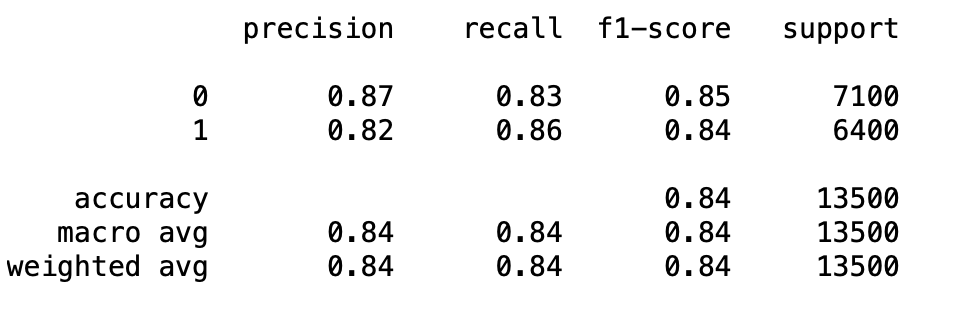 precision recall f1-score support
0 0.87 0.83 0.85 7100
1 0.82 0.86 0.84 6400
accuracy 0.84 13500
macro avg 0.84 0.84 0.84 13500
weighted avg 0.84 0.84 0.84 13500